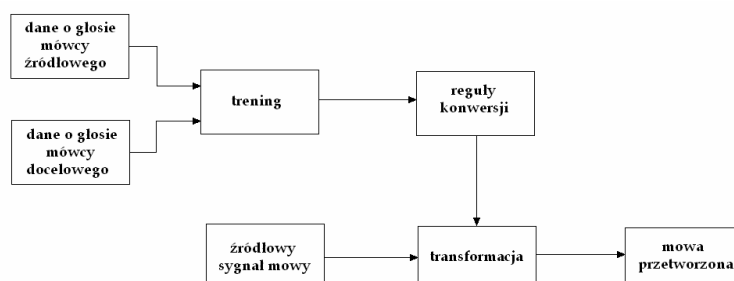 dane o głosie
mówcy
źródłowego
trening
reguły
konwersji
dane o głosie
mówcy
docelowego
źródłowy
sygnał mowy
transformacja
mowa
przetworzona